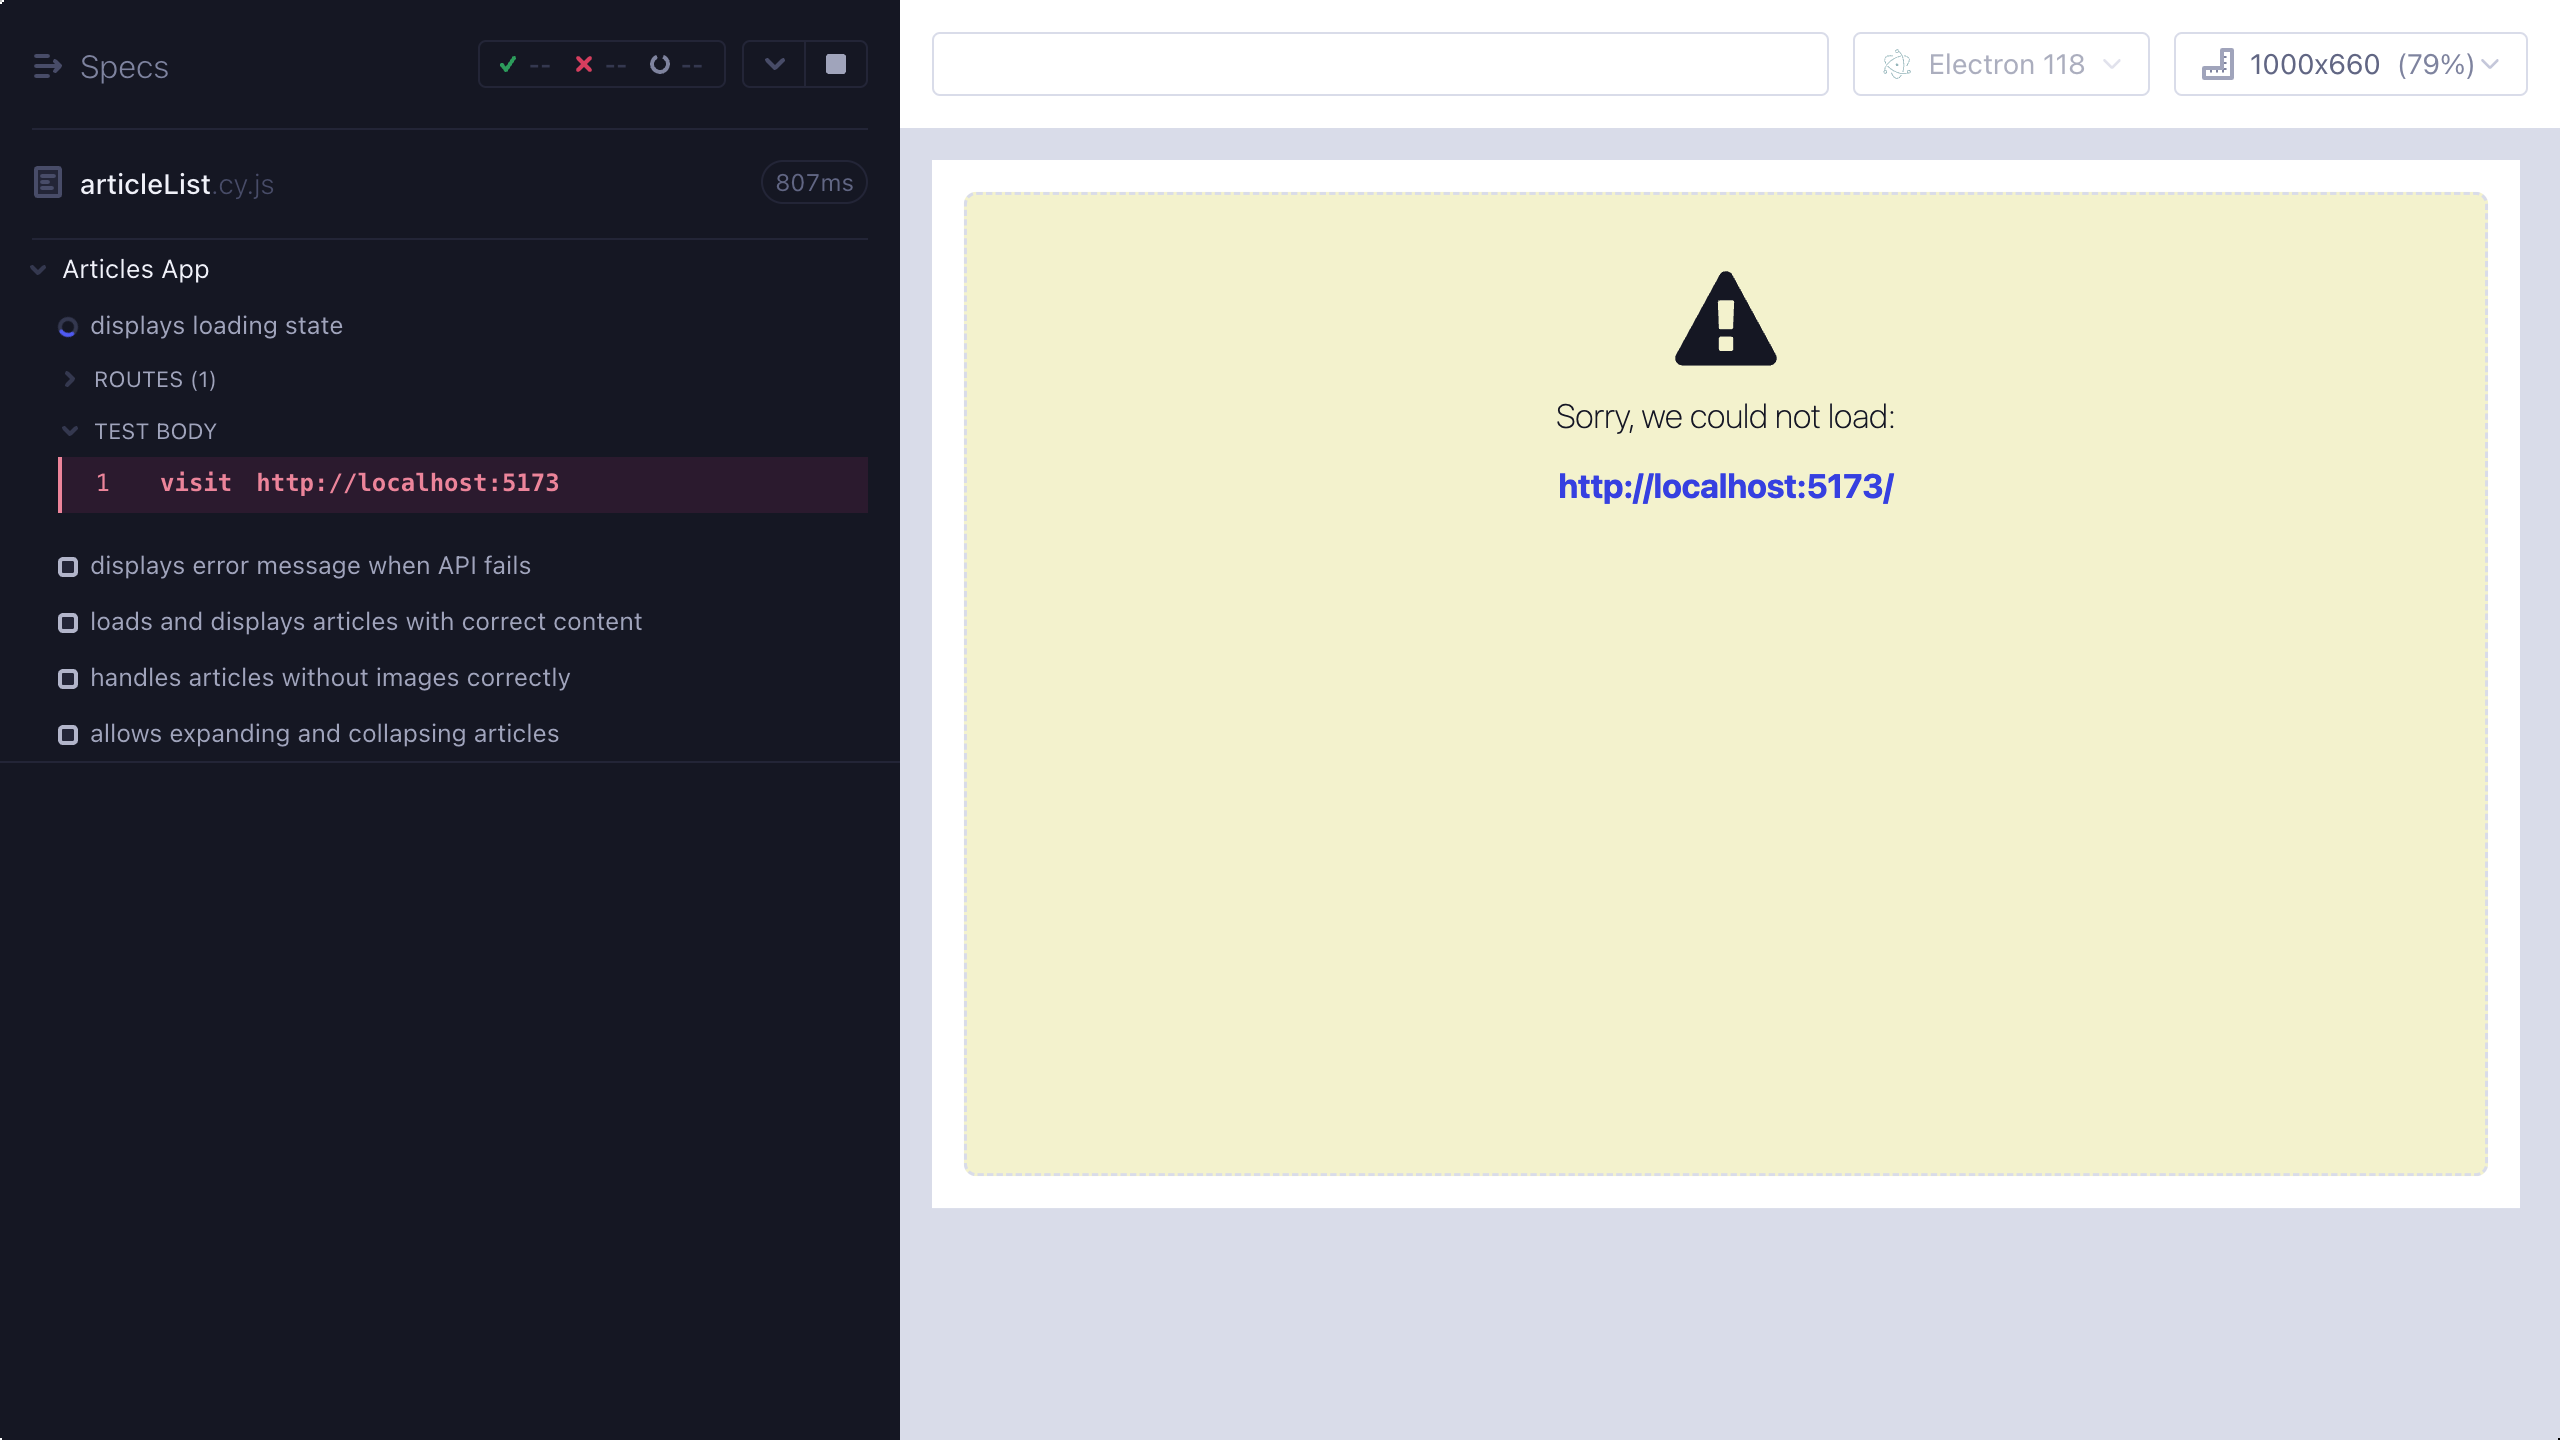 Specs
-- -- --
articleList.cy.js
807ms
Articles App
displays loading state
ROUTES (1)
TEST BODY
1 visit http://localhost:5173
displays error message when API fails
loads and displays articles with correct content
handles articles without images correctly
allows expanding and collapsing articles
Electron 118
1000x660 (79%)
Sorry, we could not load:
http://localhost:5173/